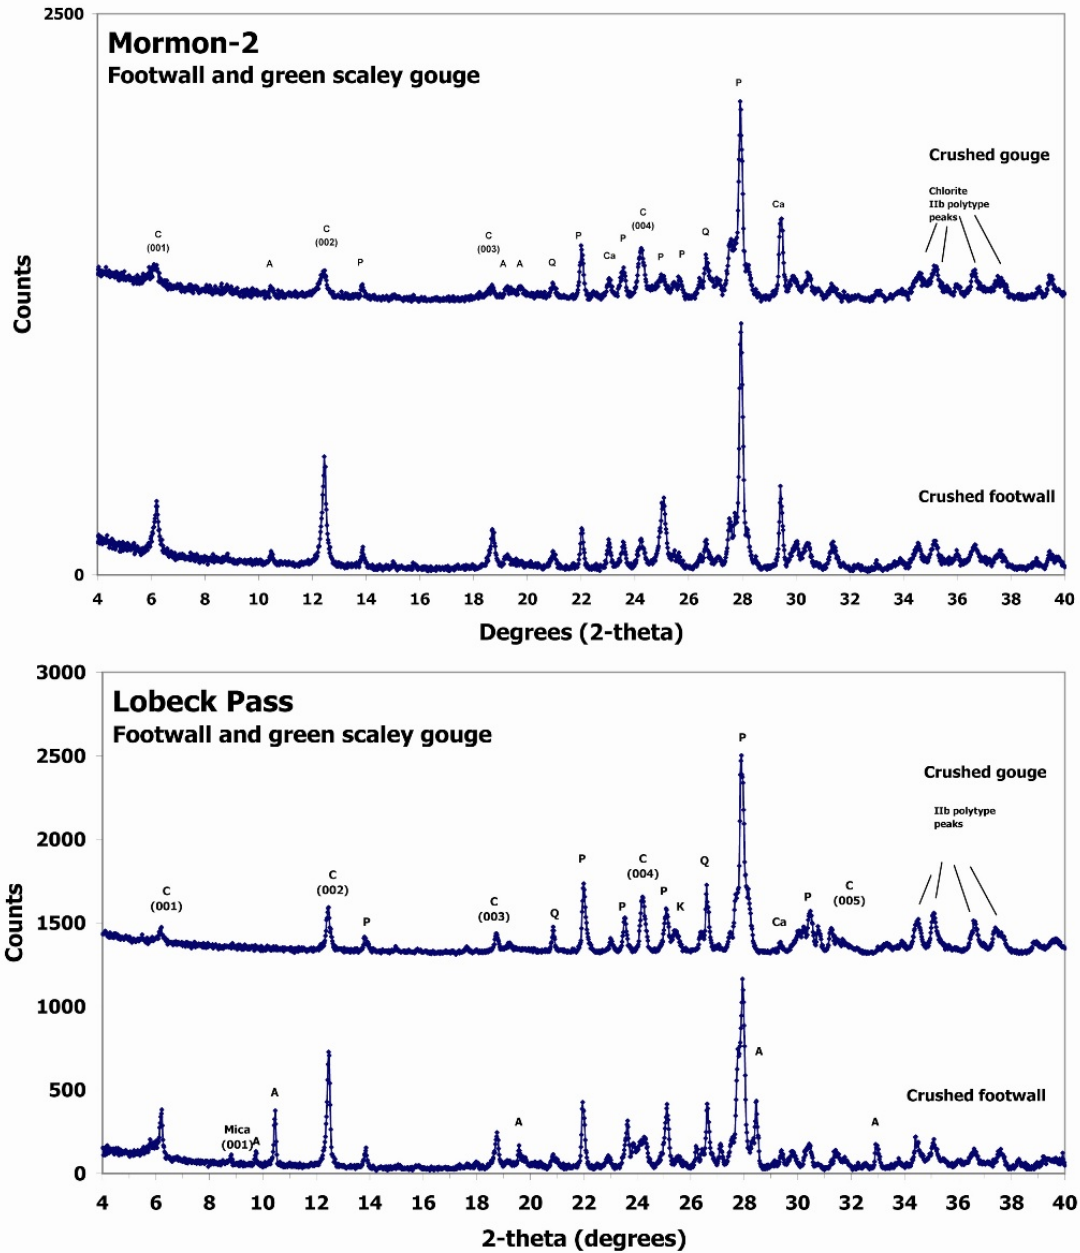 2500
Mormon-2
Footwall and green scaley gouge
P
Crushed gouge
Chlorite
IIb polytype
peaks
C
(001)
A
C
(002)
P
C
(003)
A A
Q
P
Ca
P
C
(004)
P
P
Q
Ca
Counts
Crushed footwall
0
4 6 8 10 12 14 16 18 20 22 24 26 28 30 32 34 36 38 40
Degrees (2-theta)
3000
Lobeck Pass
Footwall and green scaley gouge
P
2500
Crushed gouge
IIb polytype
peaks
2000
C
(001)
C
(002)
P
C
(003)
Q
P
P
C
(004)
P
K
Q
Ca
P
C
(005)
1500
Counts
1000
A
A
500
Crushed footwall
Mica
(001)
A
A
A
0
4 6 8 10 12 14 16 18 20 22 24 26 28 30 32 34 36 38 40
2-theta (degrees)